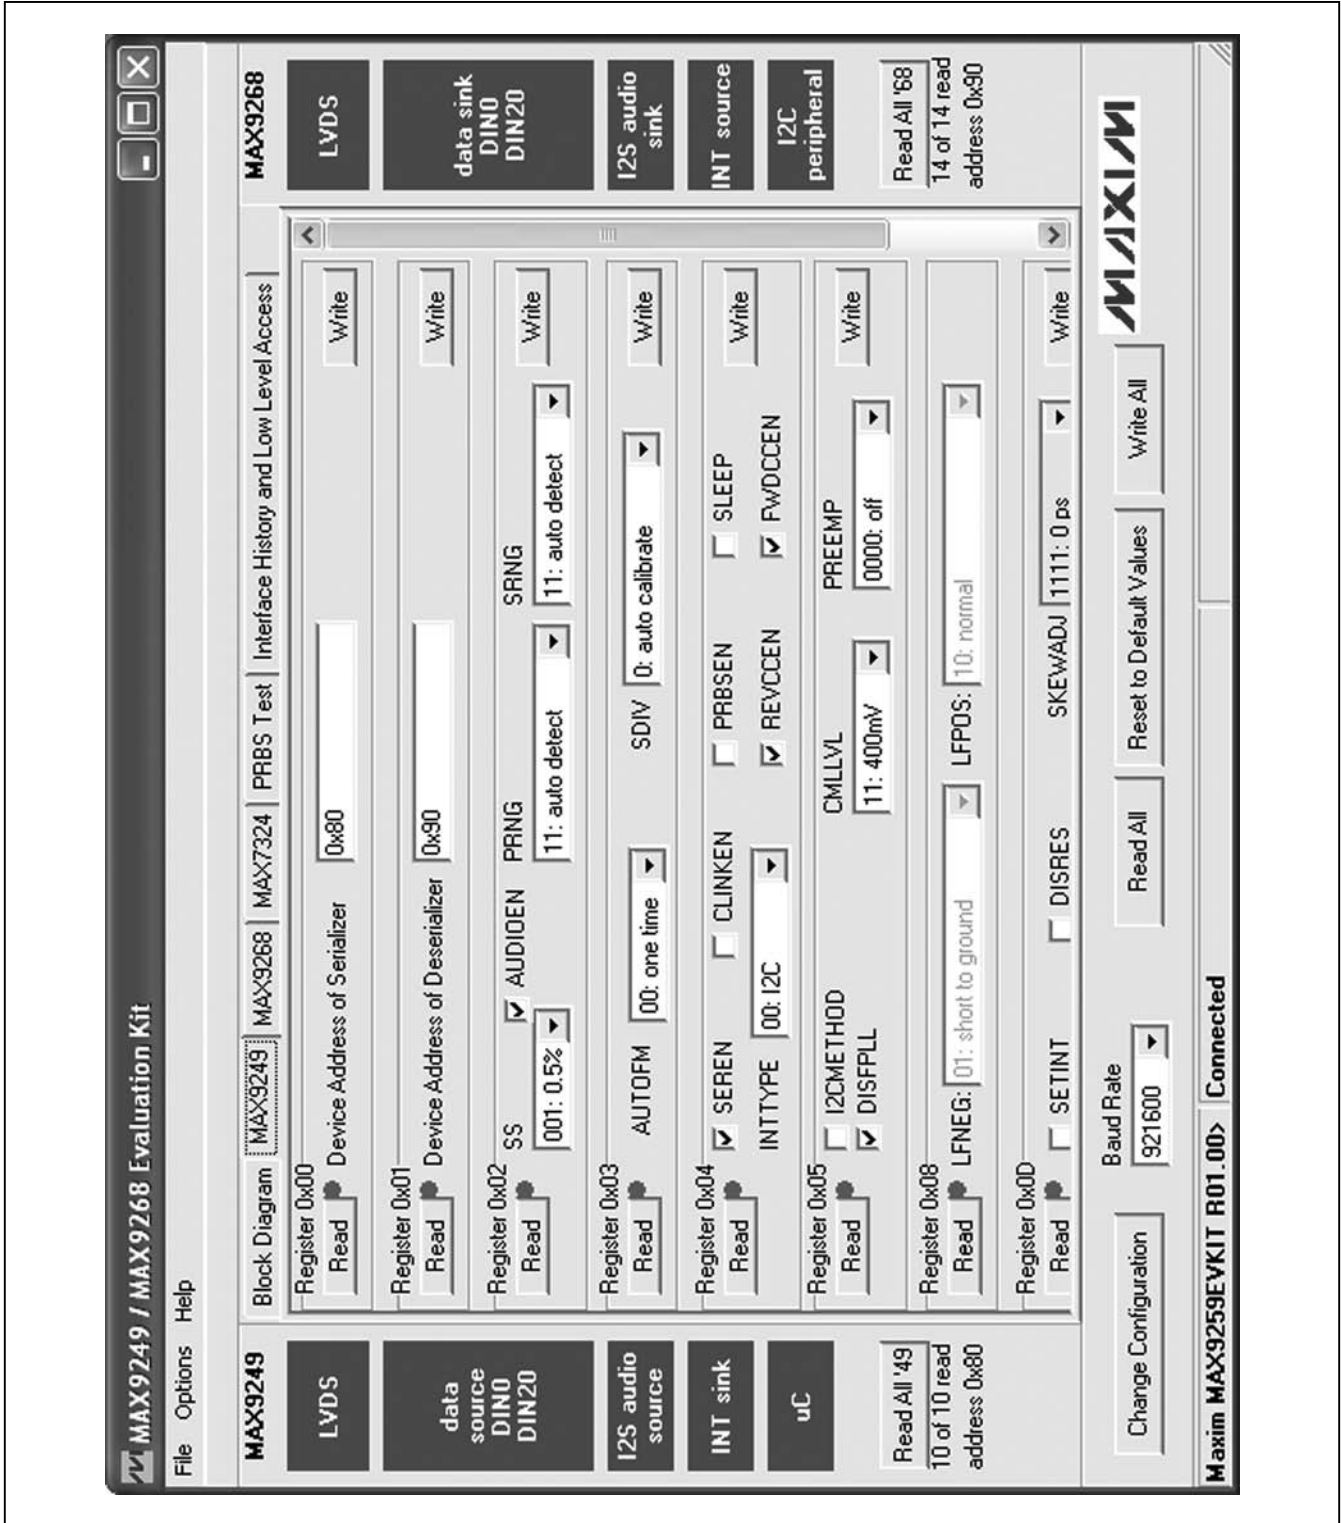 MAX9249 / MAX9268 Evaluation Kit
File Options Help
MAX9249
LVDS
data
source
DIN0
DIN20
I2S audio
source
INT sink
uC
Read All '49
10 of 10 read
address 0x80
Block Diagram MAX9249 MAX9268 MAX7324 PRBS Test Interface History and Low Level Access
Register 0x00
Read Device Address of Serializer 0x80 Write
Register 0x01
Read Device Address of Deserializer 0x90 Write
Register 0x02
SS AUDIOEN PRNG SRNG
Read 001: 0.5% 11: auto detect 11: auto detect Write
Register 0x03
Read AUTOFM 00: one time SDIV 0: auto calibrate Write
Register 0x04
SEREN CLINKEN PRBSEN SLEEP
Read Write
INTTYPE 00: I2C REVCCEN FWDCCEN
Register 0x05
I2CMETHOD CMLLVL PREEMP
Read DISFPLL 11: 400mV 0000: off Write
Register 0x08
Read LFNEG: 01: short to ground LFPOS: 10: normal
Register 0x0D
Read SETINT DISRES SKEWADJ 1111: 0 ps Write
MAX9268
LVDS
data sink
DIN0
DIN20
I2S audio
sink
INT source
I2C
peripheral
Read All '68
14 of 14 read
address 0x90
Change Configuration
Baud Rate
921600
Read All Reset to Default Values Write All
MAXIM
Maxim MAX9259EVKIT R01.00> Connected